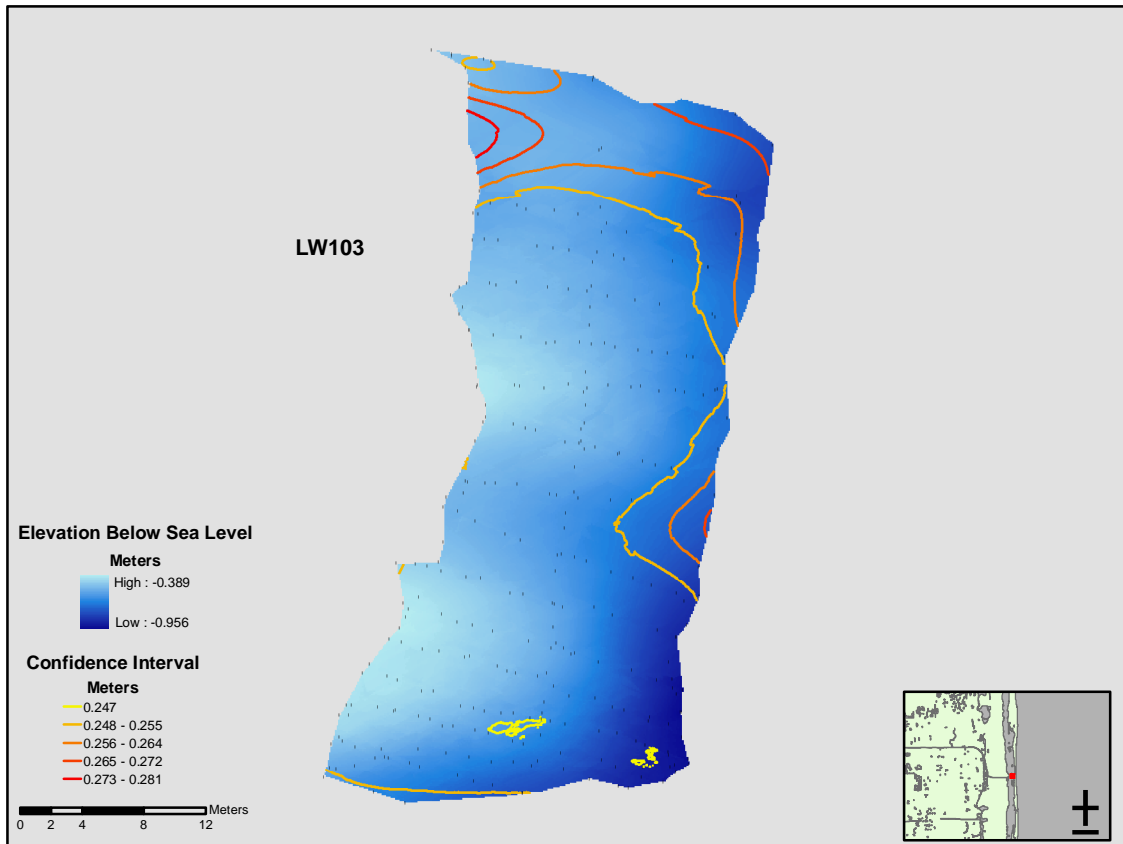 LW103
Elevation Below Sea Level
Meters
High : -0.389
Low : -0.956
Confidence Interval
Meters
0.247
0.248 - 0.255
0.256 - 0.264
0.265 - 0.272
0.273 - 0.281
Meters
0 2 4 8 12